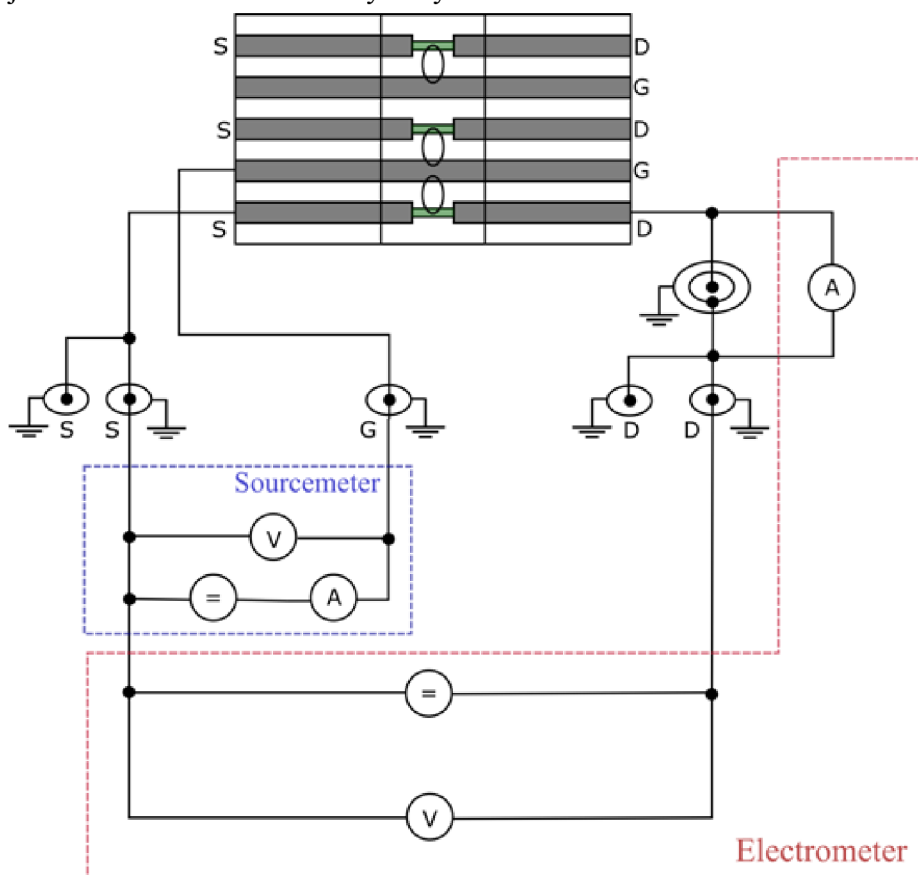 S D
G
S D
G
S D
A
S S G D D
Sourcemeter
V
= A
=
V
Electrometer